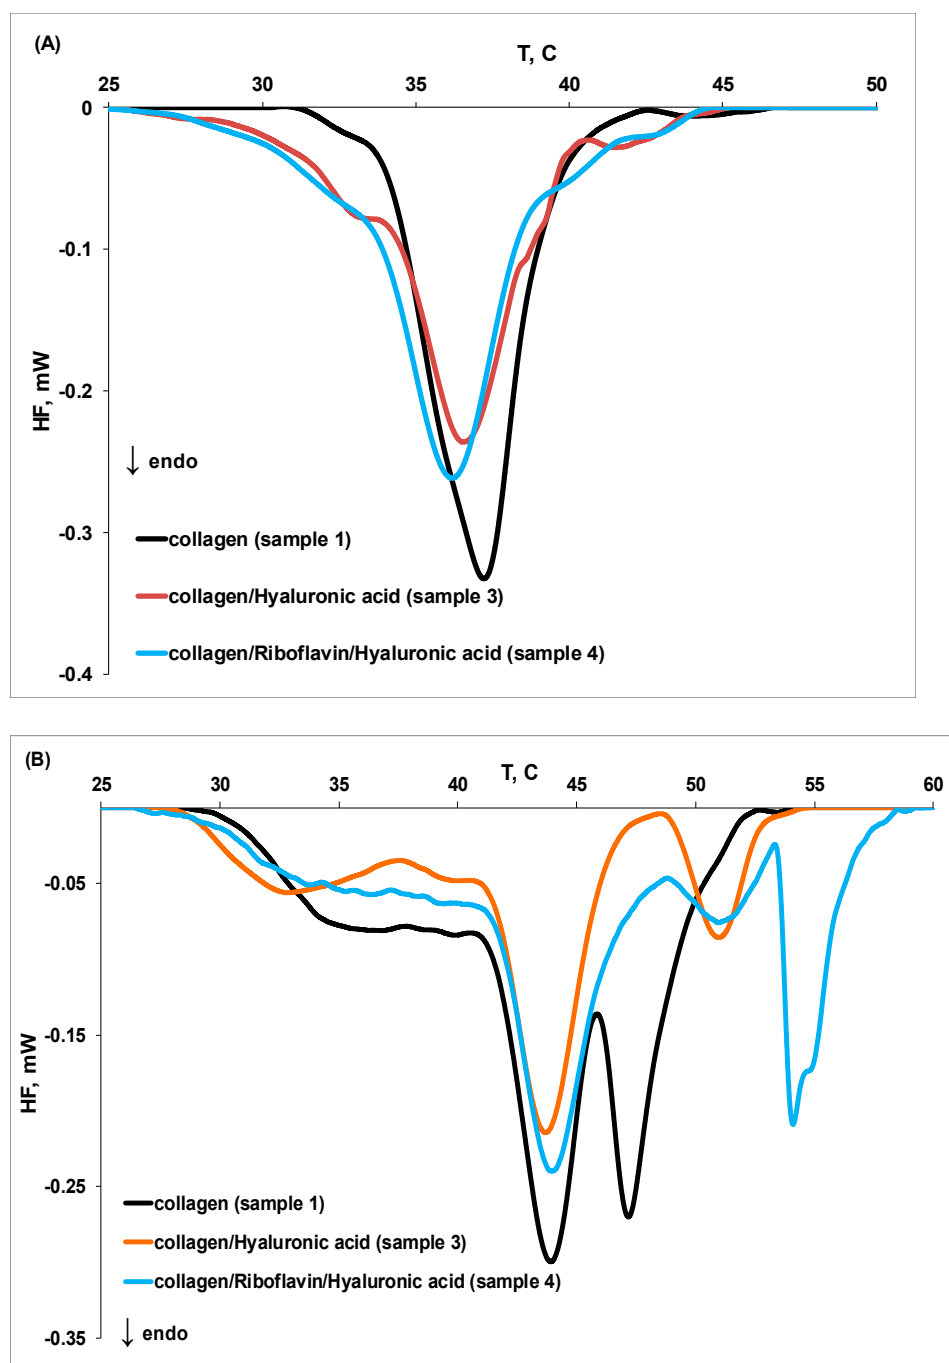 (A)
T, C
25 30 35 40 45 50
0
-0.1
-0.2
-0.3
-0.4
HF, mW
↓ endo
collagen (sample 1)
collagen/Hyaluronic acid (sample 3)
collagen/Riboflavin/Hyaluronic acid (sample 4)
(B)
T, C
25 30 35 40 45 50 55 60
-0.05
-0.15
-0.25
-0.35
HF, mW
collagen (sample 1)
collagen/Hyaluronic acid (sample 3)
collagen/Riboflavin/Hyaluronic acid (sample 4)
↓ endo